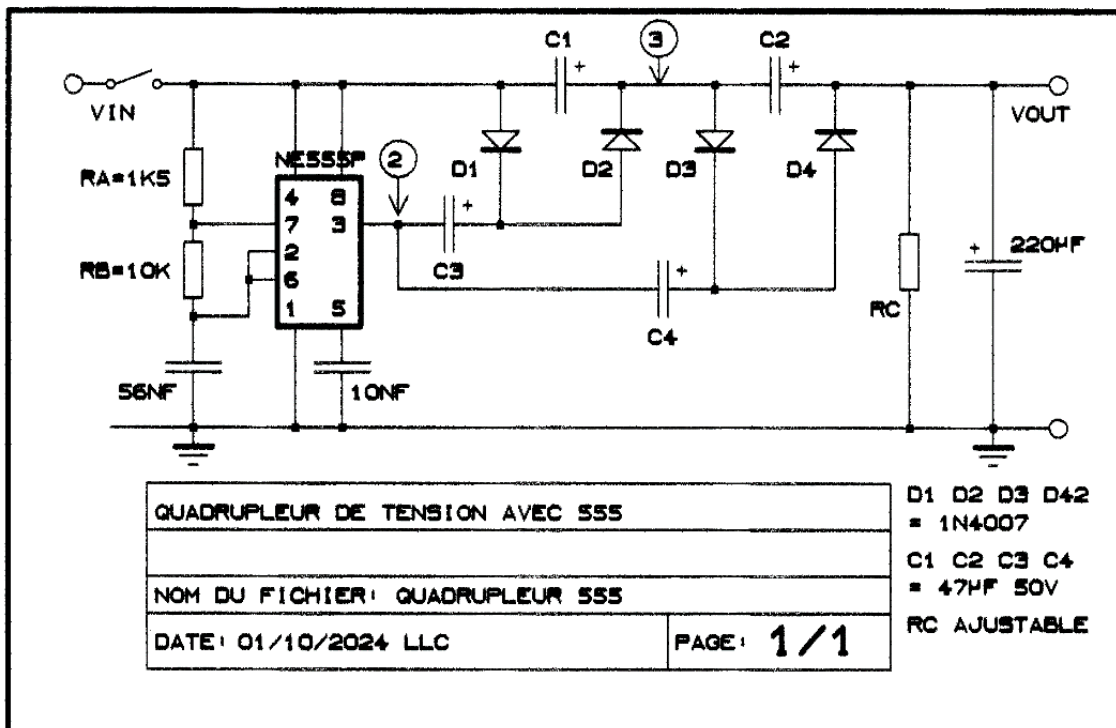 C1
+
3
C2
+
VIN
VOUT
RA=1K5
NE555P
2
D1
D2
D3
D4
4 8
7 3
2
6
1 5
+
C3
RB=10K
+
C4
RC
+
220µF
56NF
10NF
QUADRUPLEUR DE TENSION AVEC 555
NOM DU FICHIER: QUADRUPLEUR 555
DATE: 01/10/2024 LLC
PAGE: 1/1
D1 D2 D3 D42
= 1N4007
C1 C2 C3 C4
= 47µF 50V
RC AJUSTABLE